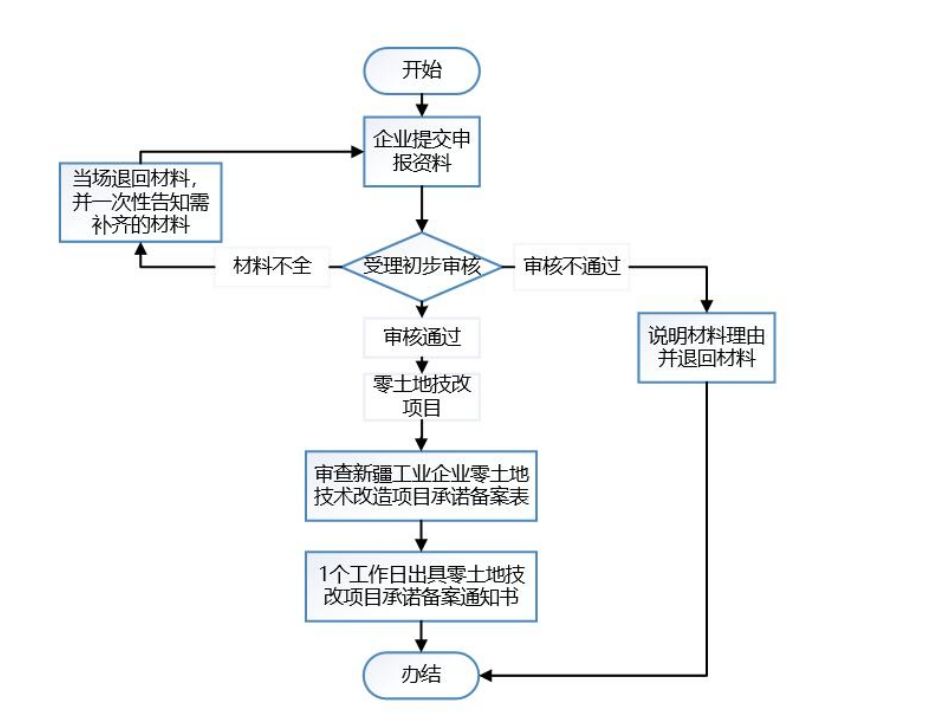 开始
企业提交申
报资料
当场退回材料，
并一次性告知需
补齐的材料
材料不全
受理初步审核
审核不通过
说明材料理由
并退回材料
审核通过
零土地技改
项目
审查新疆工业企业零土地
技术改造项目承诺备案表
1个工作日出具零土地技
改项目承诺备案通知书
办结